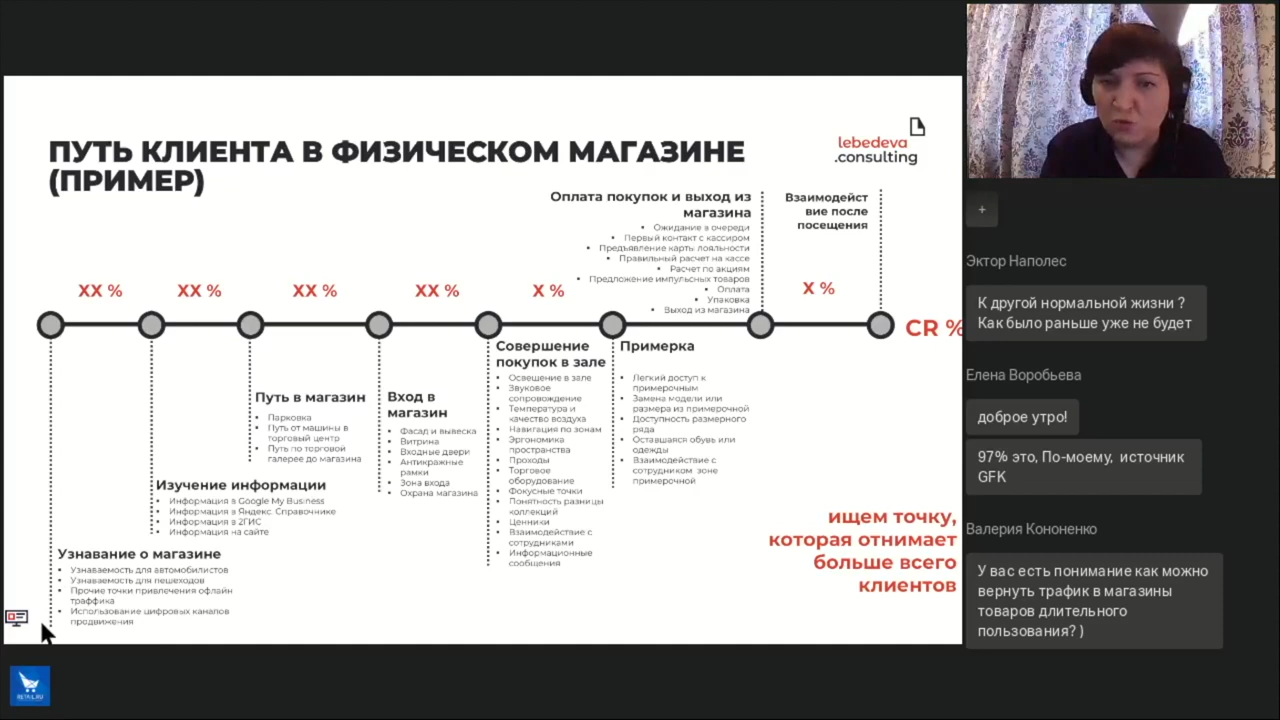 ПУТЬ КЛИЕНТА В ФИЗИЧЕСКОМ МАГАЗИНЕ
(ПРИМЕР)
lebedeva
.consulting
Оплата покупок и выход из
магазина
• Ожидание в очереди
• Первый контакт с кассиром
• Предъявление карты лояльности
• Правильный расчет на кассе
• Расчет по акциям
• Предложение импульсных товаров
• Оплата
• Упаковка
• Выход из магазина
Взаимодейст
вие после
посещения
XX %
XX %
XX %
XX %
X %
X %
CR %
Совершение
покупок в зале
• Освещение в зале
• Звуковое
сопровождение
• Температура и
качество воздуха
• Навигация по зонам
• Эргономика
пространства
• Проходы
• Торговое
оборудование
• Фокусные точки
• Понятность разницы
коллекций
• Ценники
• Взаимодействие с
сотрудниками
• Информационные
сообщения
Примерка
• Легкий доступ к
примерочным
• Замена модели или
размера из примерочной
• Доступность размерного
ряда
• Оставшаяся обувь или
одежды
• Взаимодействие с
сотрудником зоне
примерочной
Путь в магазин
• Парковка
• Путь от машины в
торговый центр
• Путь по торговой
галерее до магазина
Вход в
магазин
• Фасад и вывеска
• Витрина
• Входные двери
• Антикражные
рамки
• Зона входа
• Охрана магазина
Изучение информации
• Информация в Google My Business
• Информация в Яндекс. Справочнике
• Информация в 2ГИС
• Информация на сайте
Узнавание о магазине
• Узнаваемость для автомобилистов
• Узнаваемость для пешеходов
• Прочие точки привлечения офлайн
траффика
• Использование цифровых каналов
продвижения
ищем точку,
которая отнимает
больше всего
клиентов
RETAIL.RU
+
Эктор Наполес
К другой нормальной жизни ?
Как было раньше уже не будет
Елена Воробьева
доброе утро!
97% это, По-моему, источник
GFK
Валерия Кононенко
У вас есть понимание как можно
вернуть трафик в магазины
товаров длительного
пользования? )